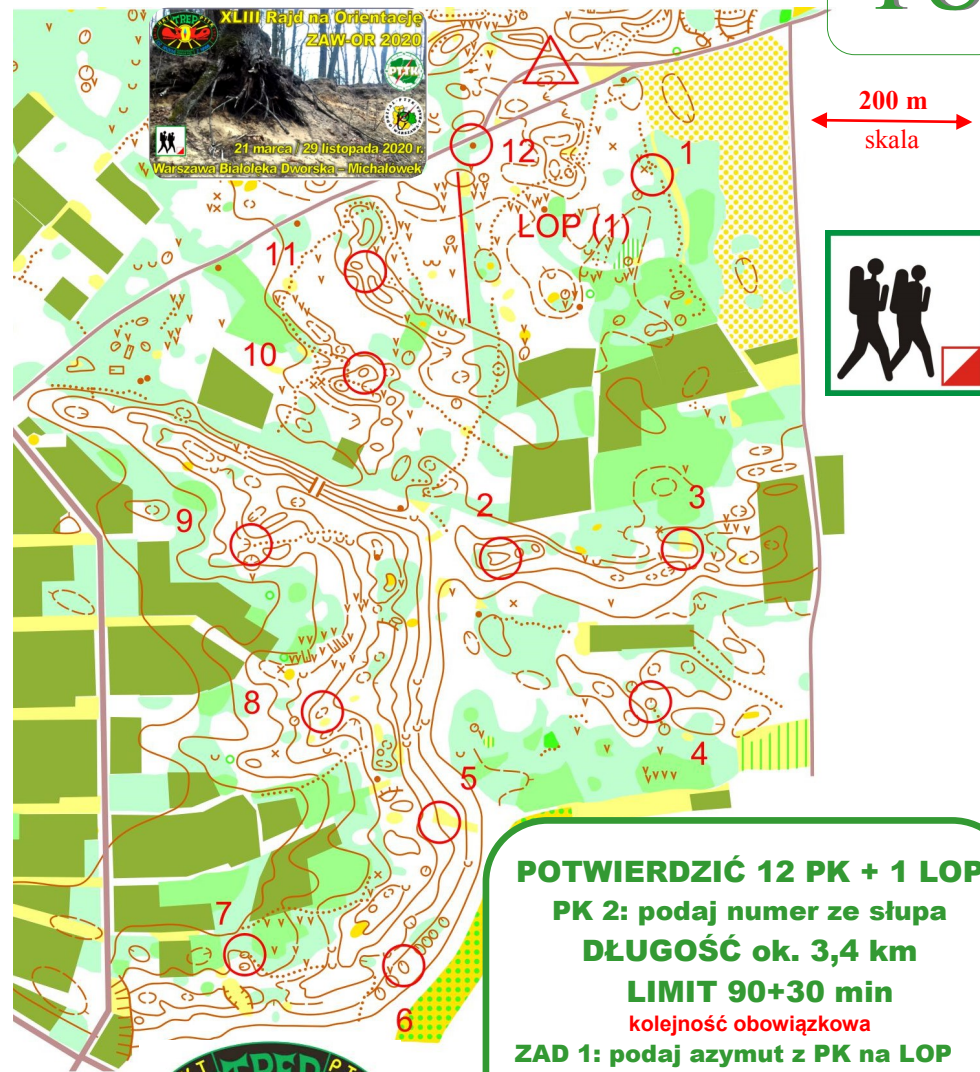 XLIII Rajd na Orientację
ZAW-OR 2020
TREP
PTTK
21 marca / 29 listopada 2020 r.
Warszawa Białołęka Dworska – Michałówek
200 m
skala
12
1
LOP (1)
11
10
2
3
9
8
4
5
7
6
POTWIERDZIĆ 12 PK + 1 LOP
PK 2: podaj numer ze słupa
DŁUGOŚĆ ok. 3,4 km
LIMIT 90+30 min
kolejność obowiązkowa
ZAD 1: podaj azymut z PK na LOP
TREP